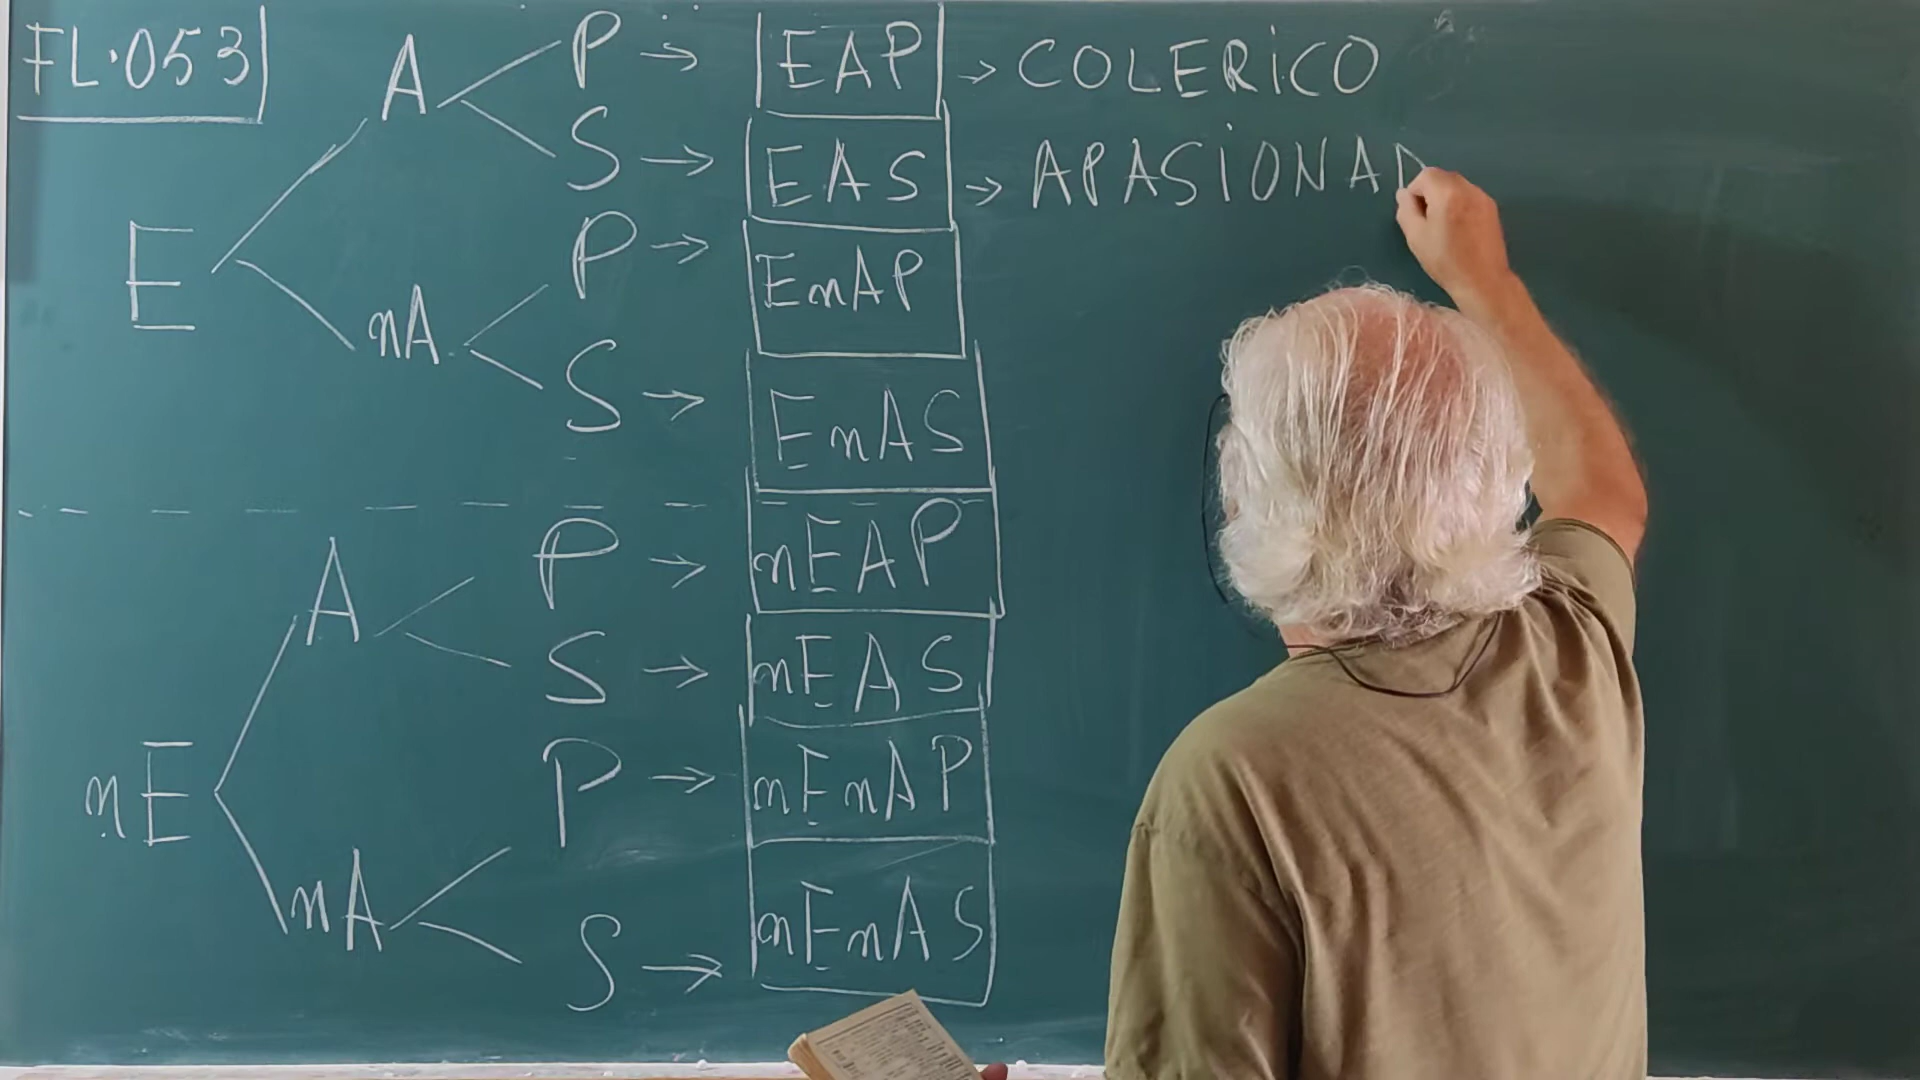 FL·053
A P → EAP → COLERiCO
S → EAS → APASiONAD
E P → EnAP
nA S → EnAS
A P → nEAP
S → nEAS
nE P → nEnAP
nA S → nEnAS